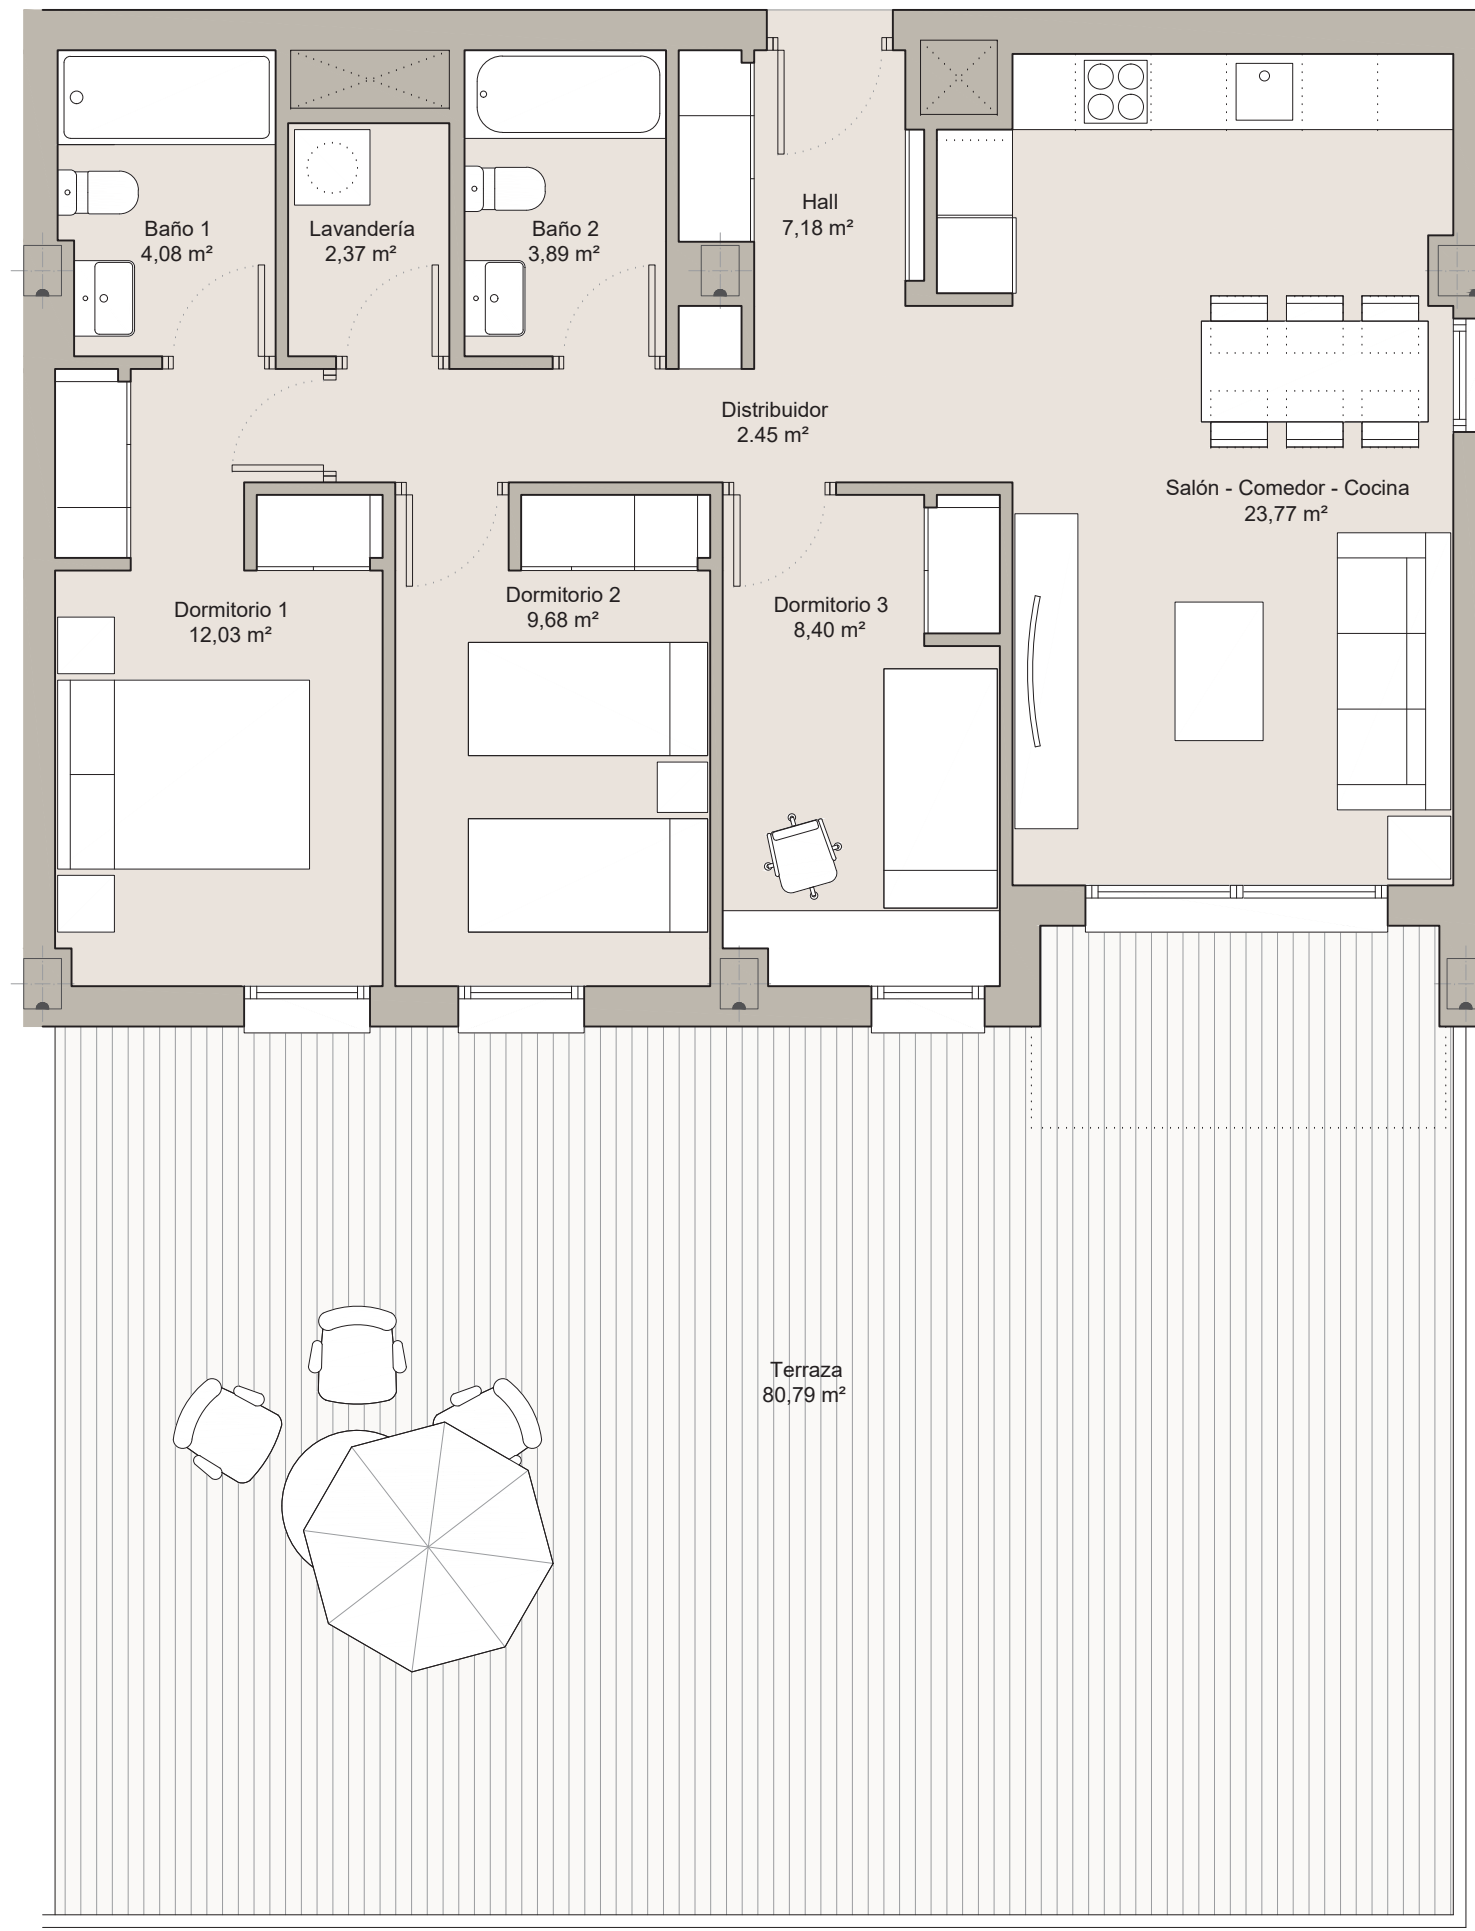 Hall
7,18 m²
Baño 1
4,08 m²
Lavandería
2,37 m²
Baño 2
3,89 m²
Distribuidor
2.45 m²
Salón - Comedor - Cocina
23,77 m²
Dormitorio 1
12,03 m²
Dormitorio 2
9,68 m²
Dormitorio 3
8,40 m²
Terraza
80,79 m²